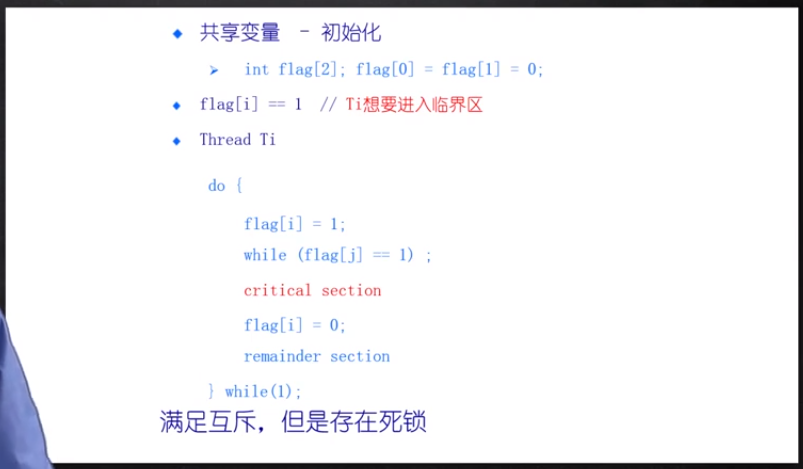 共享变量 - 初始化
int flag[2]; flag[0] = flag[1] = 0;
flag[i] == 1 // Ti想要进入临界区
Thread Ti
do {
flag[i] = 1;
while (flag[j] == 1) ;
critical section
flag[i] = 0;
remainder section
} while(1);
满足互斥，但是存在死锁